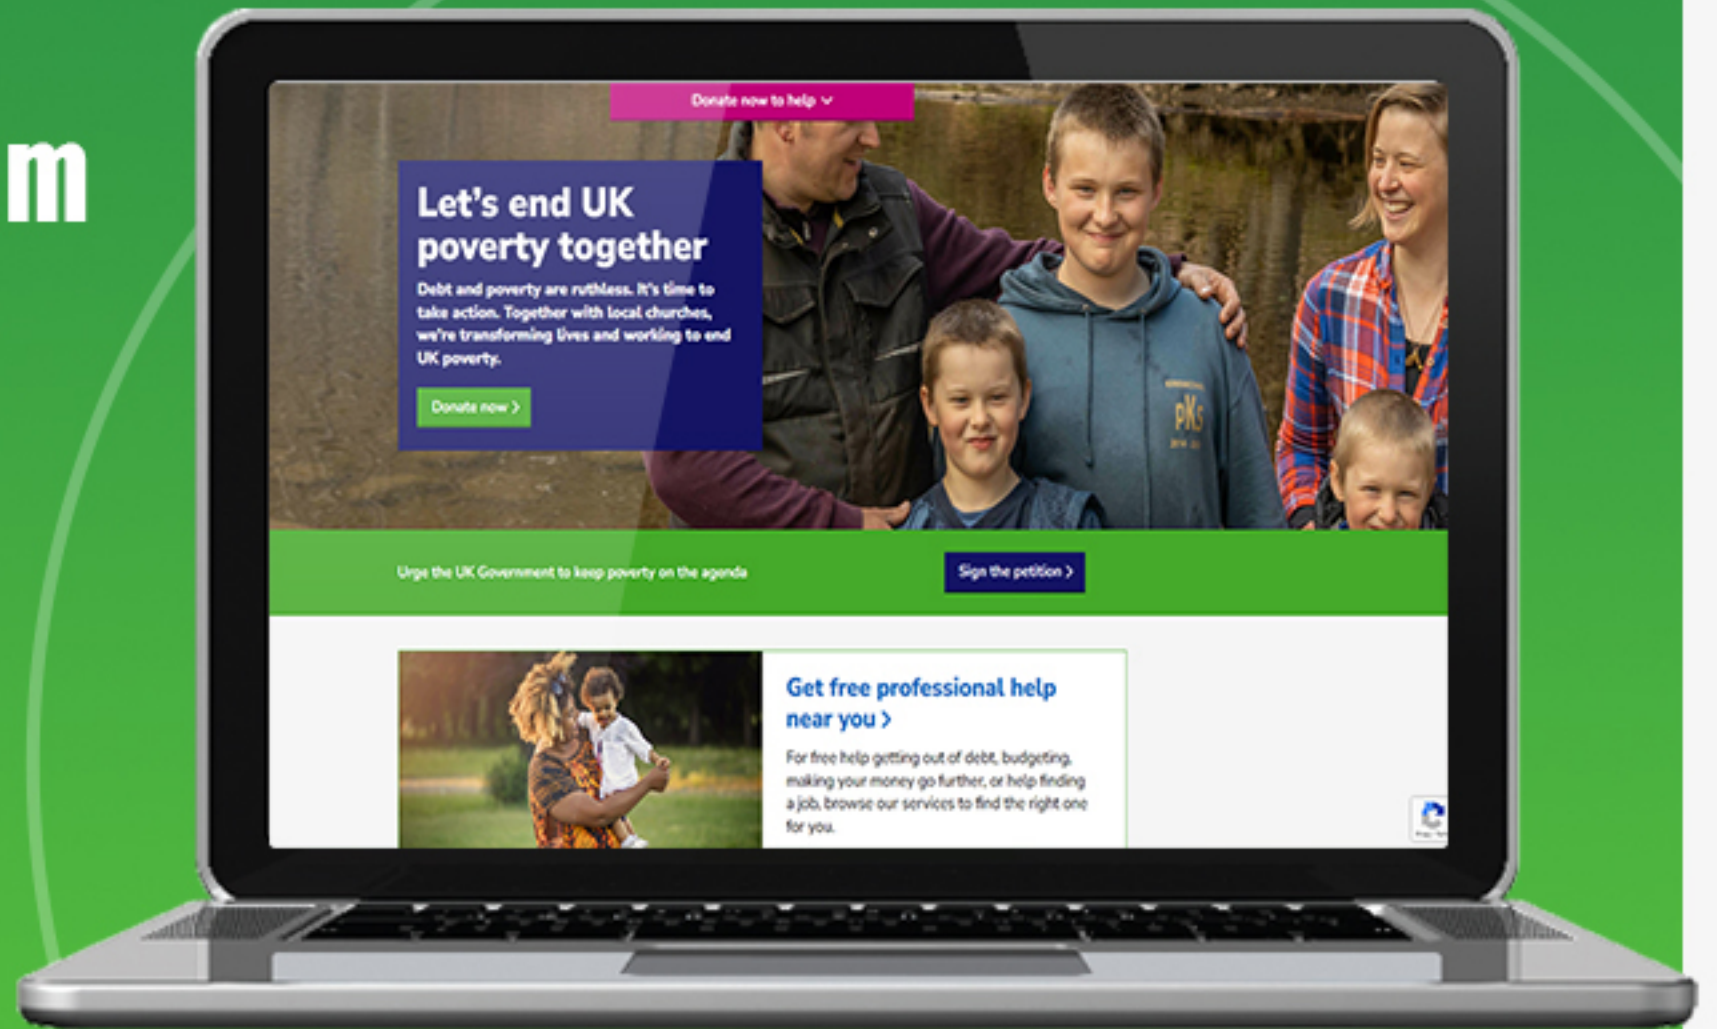 m
Donate now to help
Let's end UK
poverty together
Debt and poverty are ruthless. It's time to
take action. Together with local churches,
we're transforming lives and working to end
UK poverty.
Donate now
PKS
Urge the UK Government to keep poverty on the agenda
Sign the petition
Get free professional help
near you
For free help getting out of debt, budgeting,
making your money go further, or help finding
a job, browse our services to find the right one
for you.